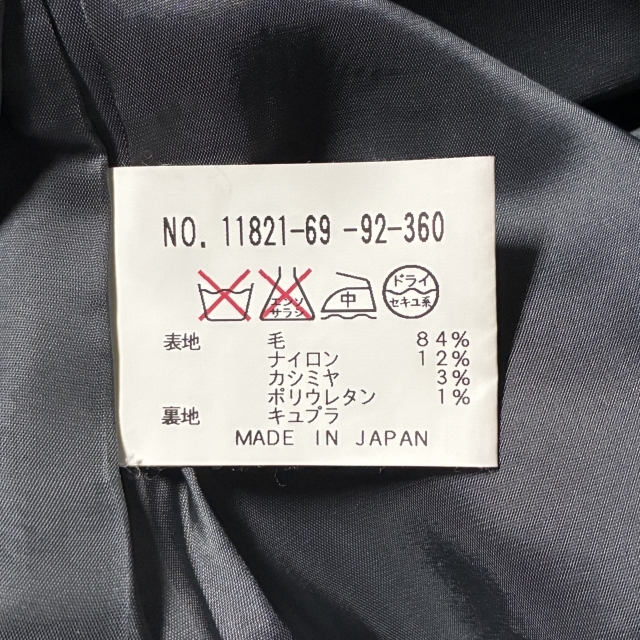 NO. 11821-69 -92-360
エンソ サラシ 中 ドライ セキユ系
表地 毛 84%
ナイロン 12%
カシミヤ 3%
ポリウレタン 1%
裏地 キュプラ
MADE IN JAPAN